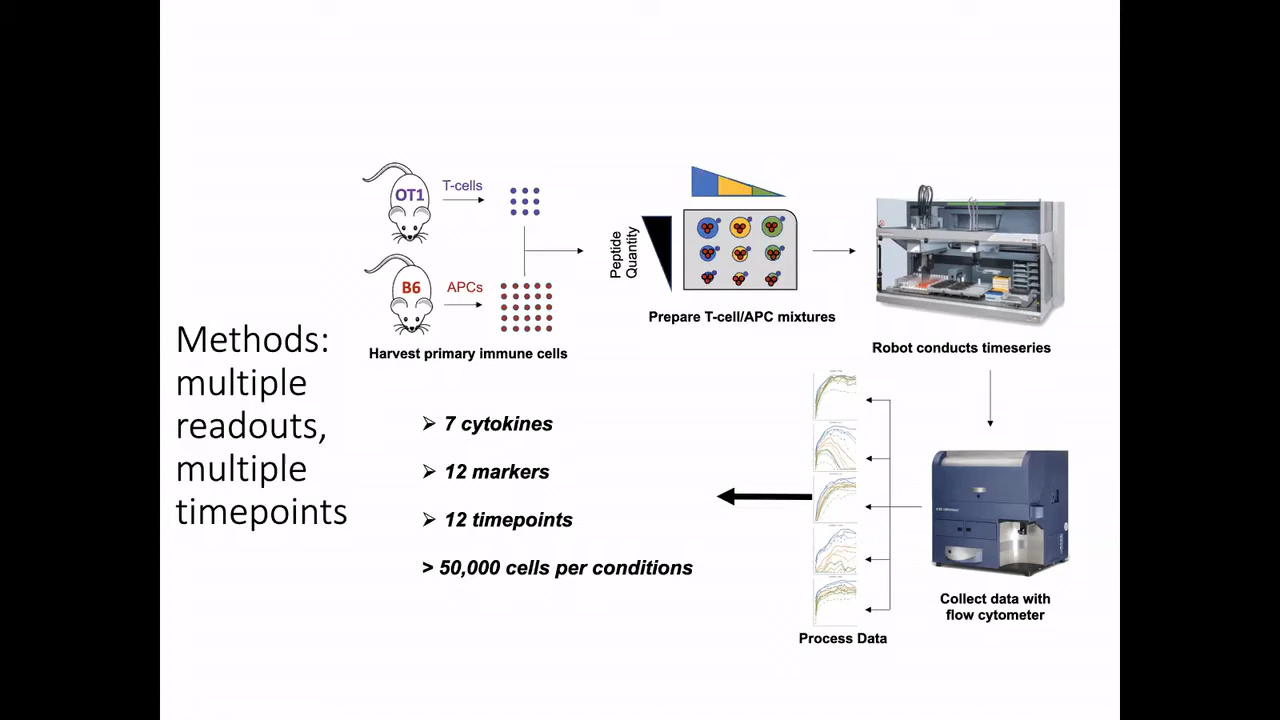 Methods:
multiple
readouts,
multiple
timepoints
OT1
T-cells
B6
APCs
Harvest primary immune cells
Peptide
Quantity
Prepare T-cell/APC mixtures
Robot conducts timeseries
Collect data with
flow cytometer
Process Data
➢ 7 cytokines
➢ 12 markers
➢ 12 timepoints
> 50,000 cells per conditions